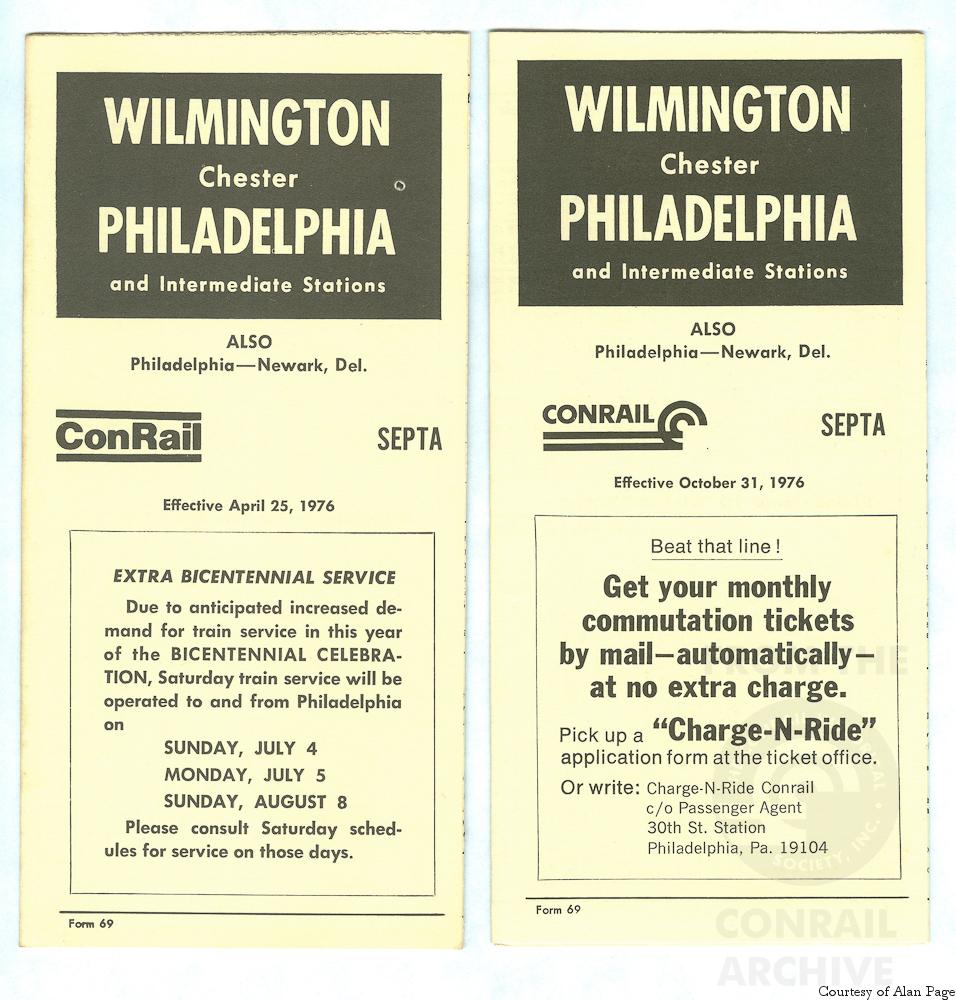 WILMINGTON
Chester
PHILADELPHIA
and Intermediate Stations
ALSO
Philadelphia—Newark, Del.
ConRail
SEPTA
Effective April 25, 1976
EXTRA BICENTENNIAL SERVICE
Due to anticipated increased de-
mand for train service in this year
of the BICENTENNIAL CELEBRA-
TION, Saturday train service will be
operated to and from Philadelphia
on
SUNDAY, JULY 4
MONDAY, JULY 5
SUNDAY, AUGUST 8
Please consult Saturday sched-
ules for service on those days.
Form 69
WILMINGTON
Chester
PHILADELPHIA
and Intermediate Stations
ALSO
Philadelphia—Newark, Del.
CONRAIL
SEPTA
Effective October 31, 1976
Beat that line!
Get your monthly
commutation tickets
by mail—automatically—
at no extra charge.
Pick up a “Charge-N-Ride”
application form at the ticket office.
Or write: Charge-N-Ride Conrail
c/o Passenger Agent
30th St. Station
Philadelphia, Pa. 19104
Form 69
FROM THE
SOCIETY, INC.
CONRAIL
ARCHIVE
Courtesy of Alan Page